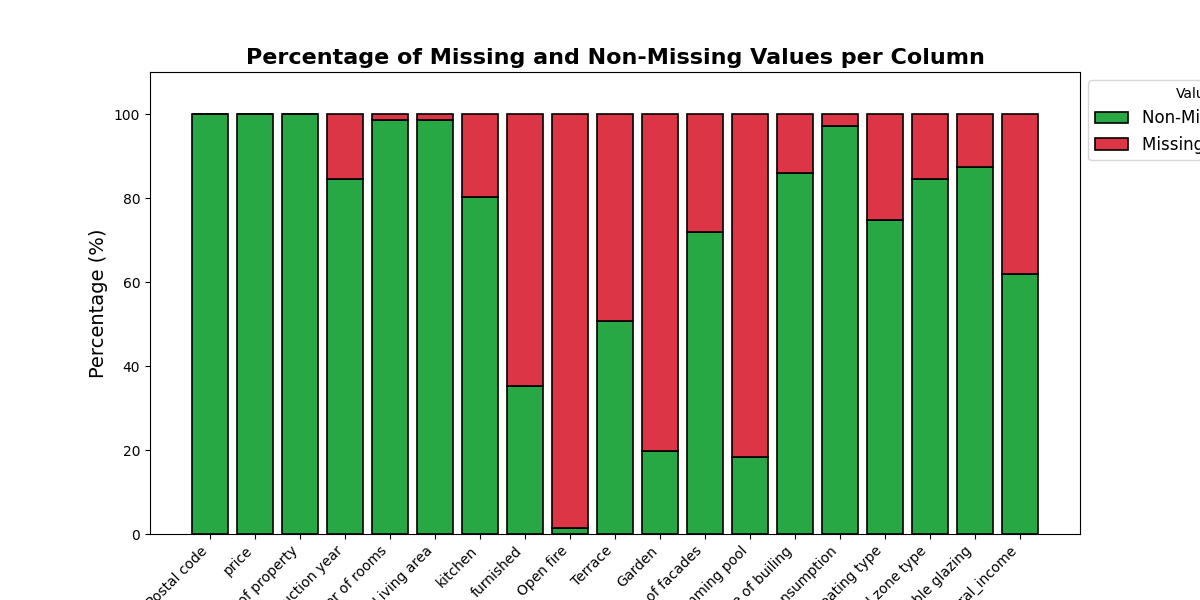 Percentage of Missing and Non-Missing Values per Column
Percentage (%)
100
80
60
40
20
0
Valu
Non-Mi
Missing
Postal code
price
of property
uction year
er of rooms
Living area
kitchen
furnished
Open fire
Terrace
Garden
of facades
mming pool
e of builing
nsumption
eating type
l zone type
ble glazing
ral_income